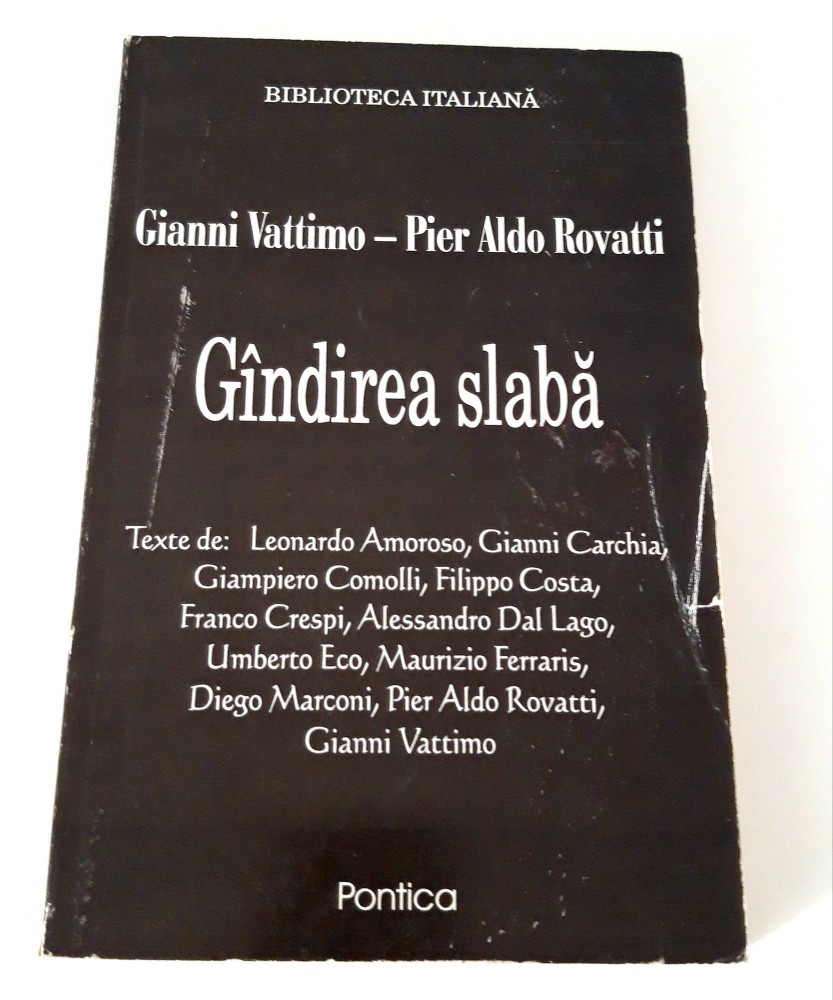 BIBLIOTECA ITALIANĂ
Gianni Vattimo – Pier Aldo Rovatti
Gîndirea slabă
Texte de: Leonardo Amoroso, Gianni Carchia,
Giampiero Comolli, Filippo Costa,
Franco Crespi, Alessandro Dal Lago,
Umberto Eco, Maurizio Ferraris,
Diego Marconi, Pier Aldo Rovatti,
Gianni Vattimo
Pontica